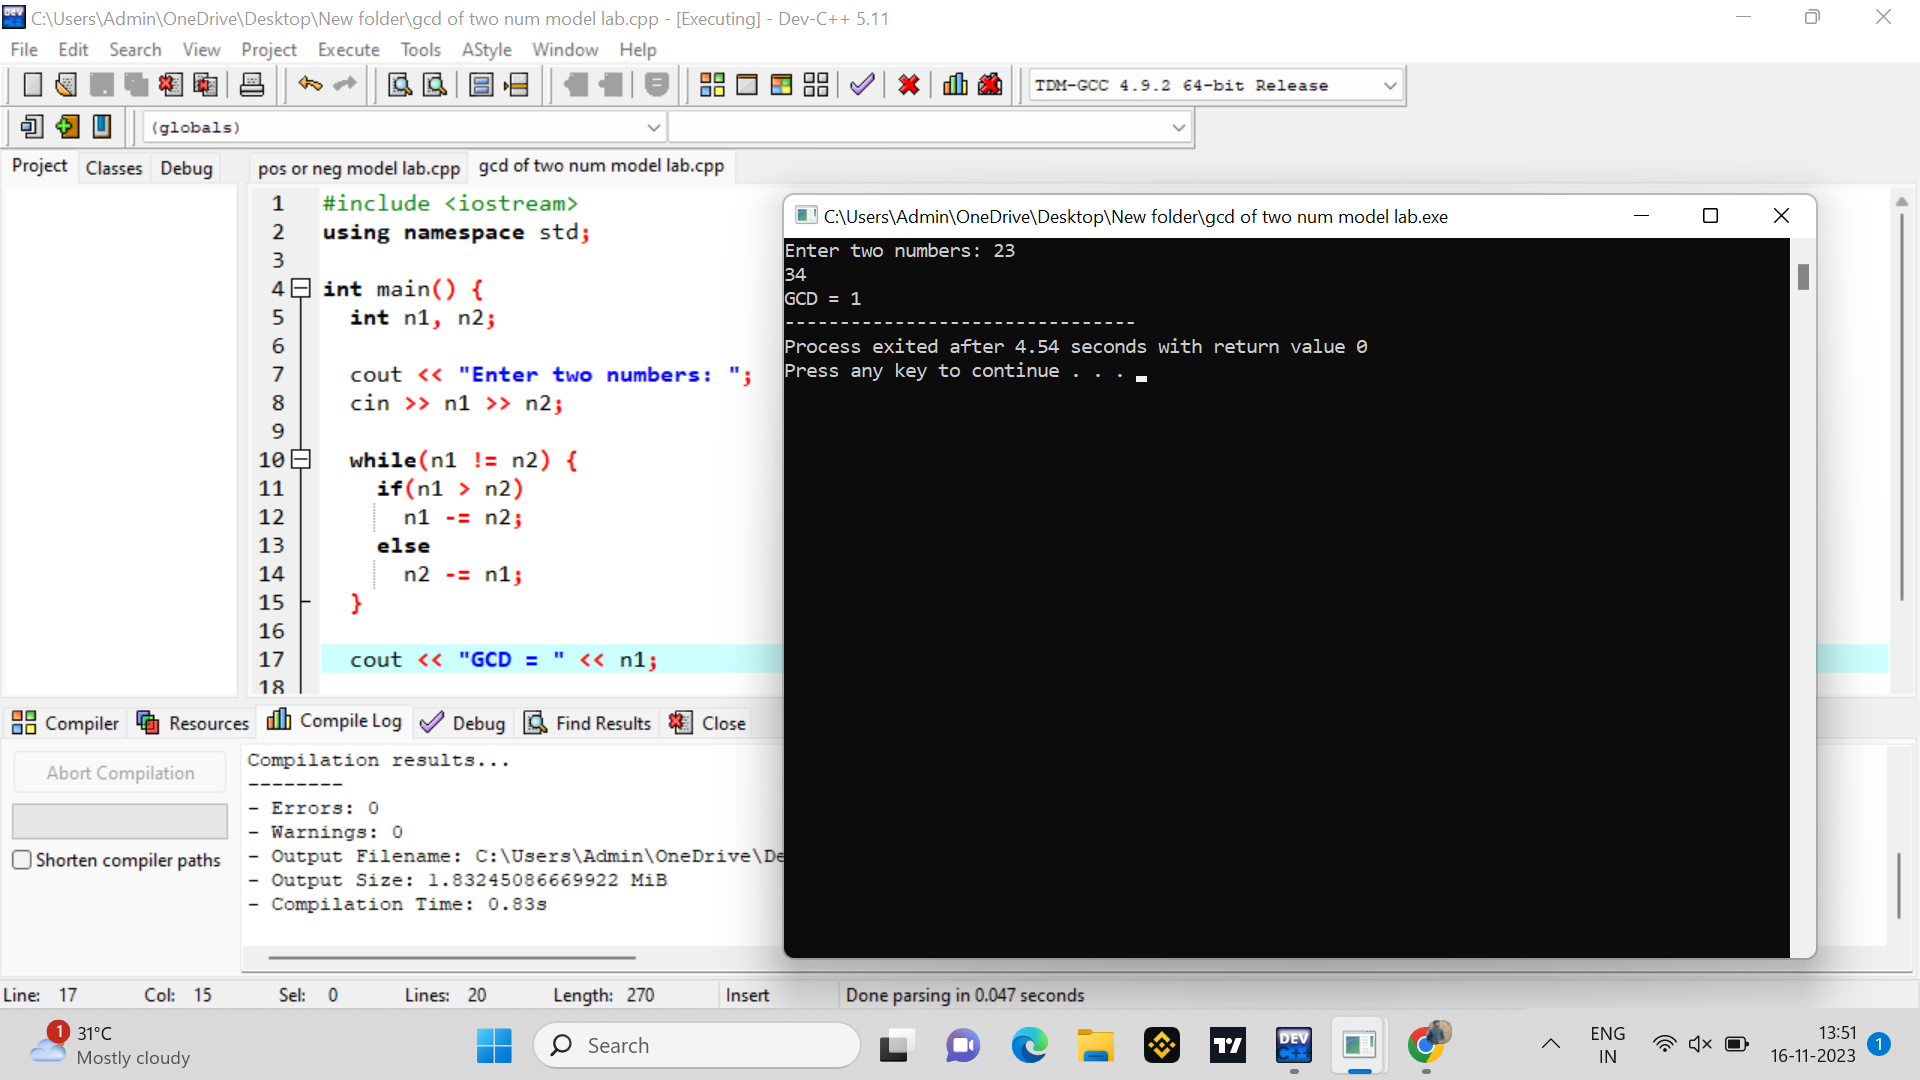 C:\Users\Admin\OneDrive\Desktop\New folder\gcd of two num model lab.cpp - [Executing] - Dev-C++ 5.11
File Edit Search View Project Execute Tools AStyle Window Help
TDM-GCC 4.9.2 64-bit Release
(globals)
Project Classes Debug
pos or neg model lab.cpp gcd of two num model lab.cpp
1 #include <iostream>
2 using namespace std;
3
4 int main() {
5 int n1, n2;
6
7 cout << "Enter two numbers: ";
8 cin >> n1 >> n2;
9
10 while(n1 != n2) {
11 if(n1 > n2)
12 n1 -= n2;
13 else
14 n2 -= n1;
15 }
16
17 cout << "GCD = " << n1;
18
C:\Users\Admin\OneDrive\Desktop\New folder\gcd of two num model lab.exe
Enter two numbers: 23
34
GCD = 1
--------------------------------
Process exited after 4.54 seconds with return value 0
Press any key to continue . . .
Compiler Resources Compile Log Debug Find Results Close
Abort Compilation
Shorten compiler paths
Compilation results...
--------
- Errors: 0
- Warnings: 0
- Output Filename: C:\Users\Admin\OneDrive\De
- Output Size: 1.83245086669922 MiB
- Compilation Time: 0.83s
Line: 17 Col: 15 Sel: 0 Lines: 20 Length: 270 Insert Done parsing in 0.047 seconds
1
31°C
Mostly cloudy
Search
DEV
C++
ENG
IN
13:51
16-11-2023
1